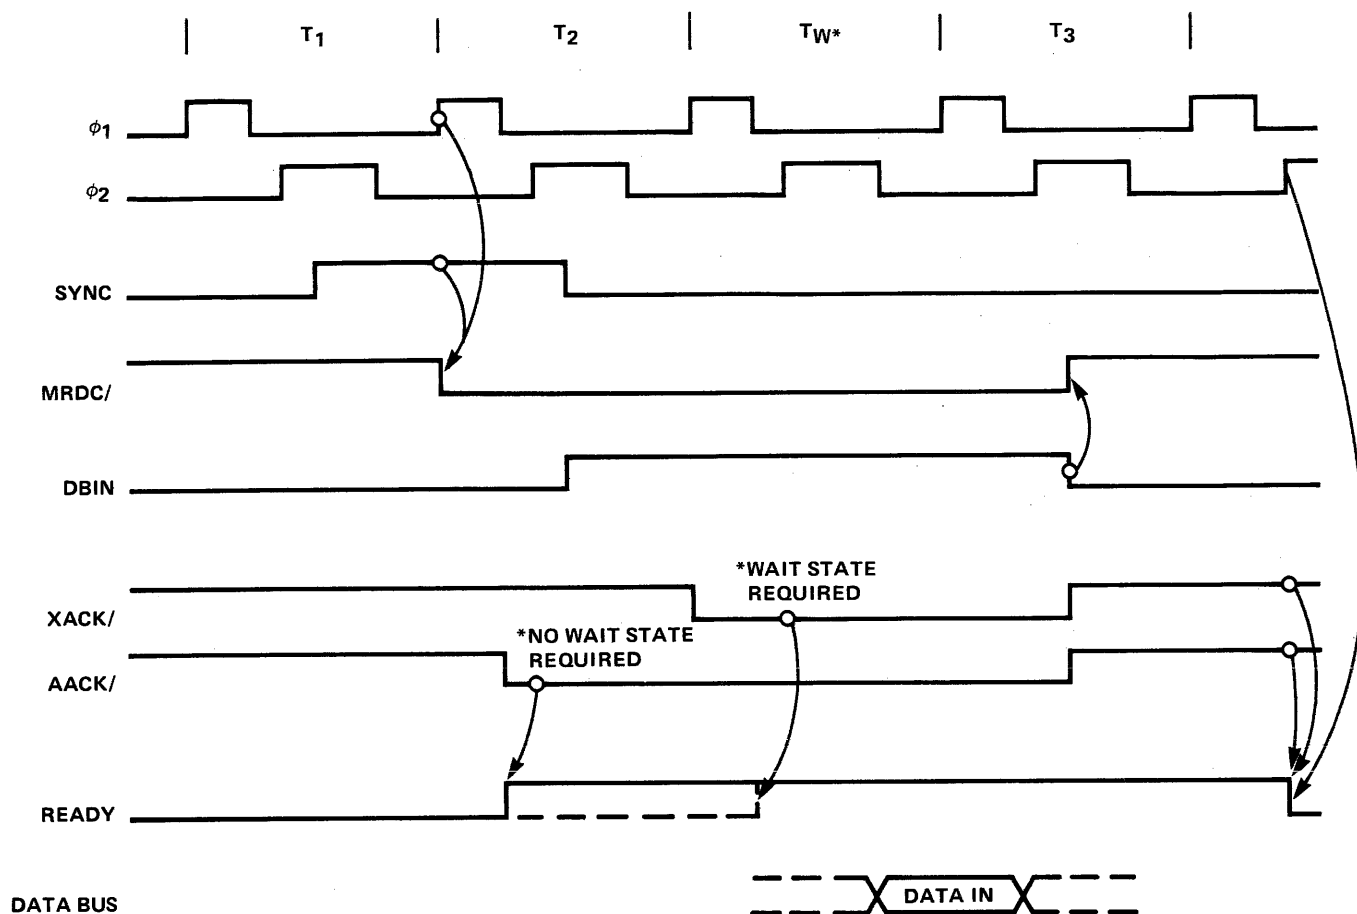 T1 T2 TW* T3
φ1
φ2
SYNC
MRDC/
DBIN
*WAIT STATE
REQUIRED
XACK/
*NO WAIT STATE
REQUIRED
AACK/
READY
DATA BUS DATA IN